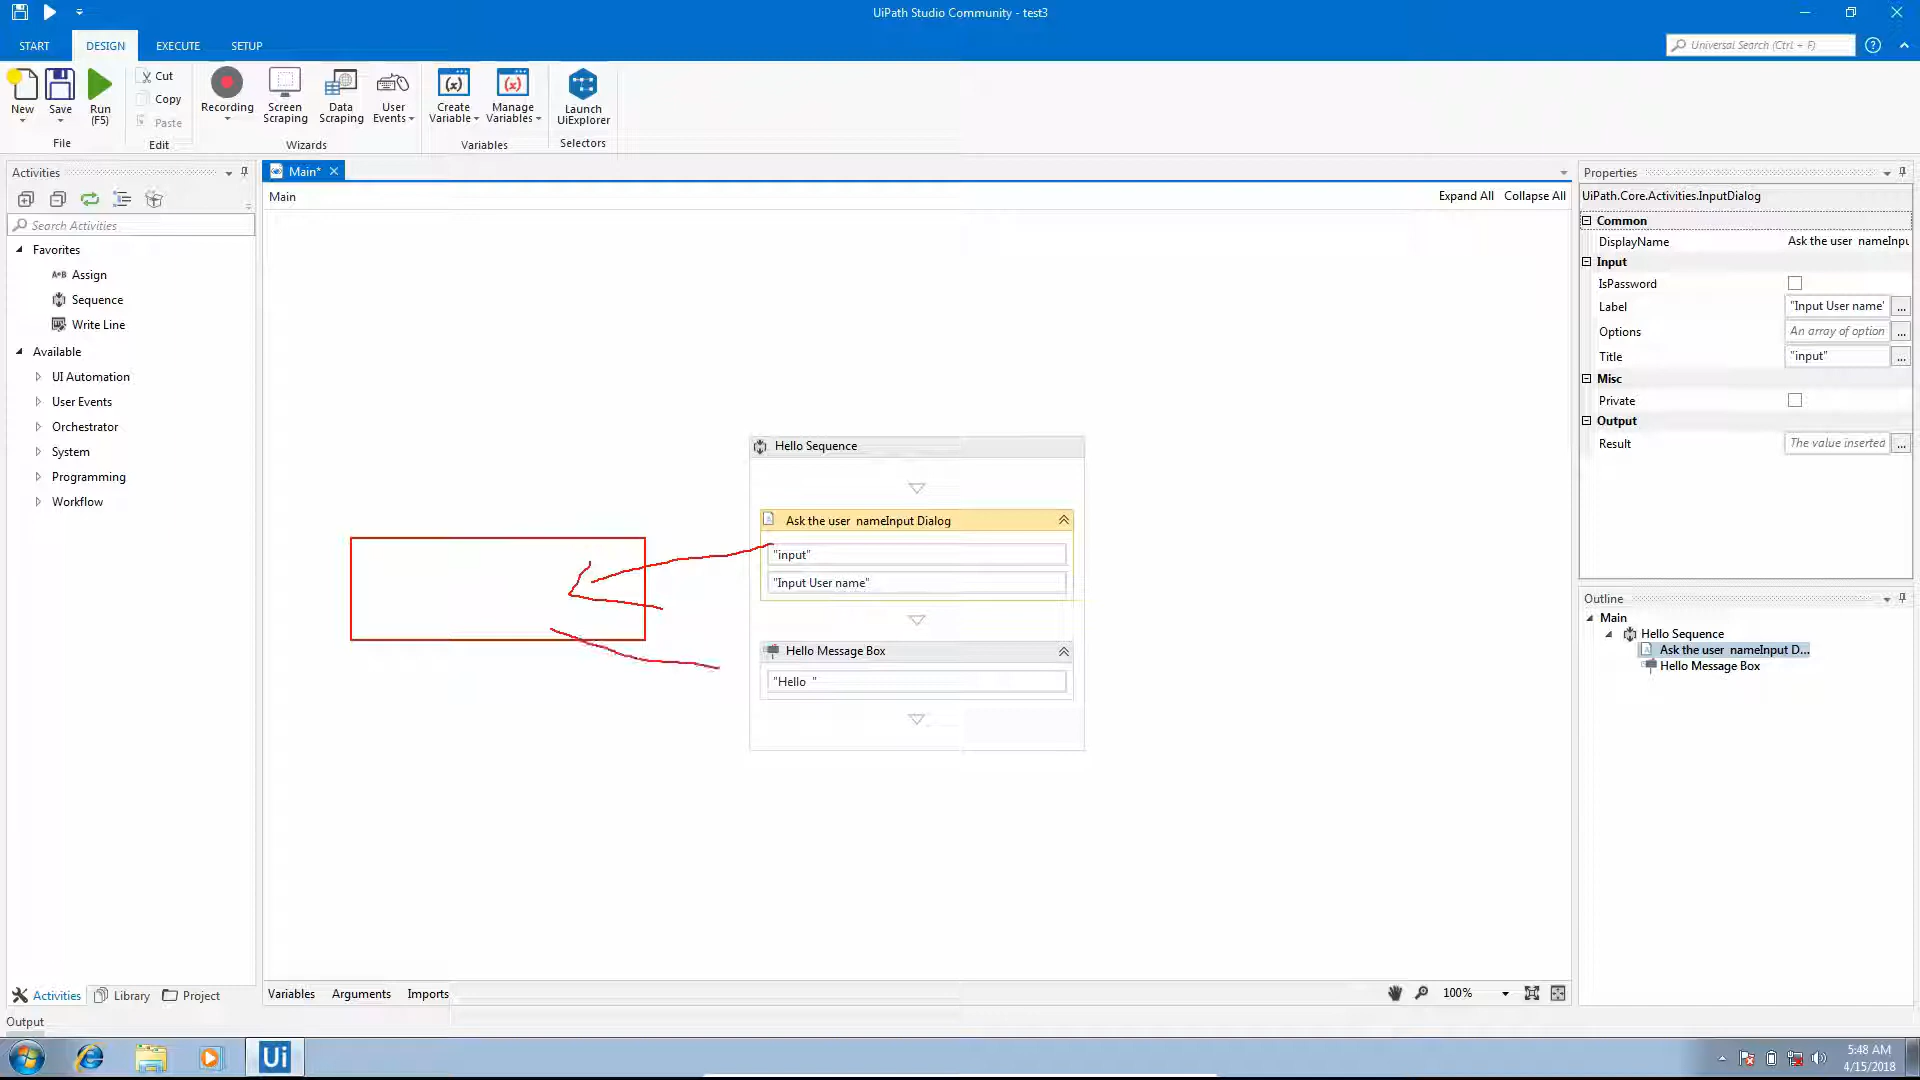 UiPath Studio Community - test3
START DESIGN EXECUTE SETUP
Universal Search (Ctrl + F)
New Save Run (F5)
File
Cut
Copy
Paste
Edit
Recording Screen Scraping Data Scraping User Events
Wizards
Create Variable Manage Variables
Variables
Launch UiExplorer
Selectors
Activities
Search Activities
Favorites
A+B Assign
Sequence
Write Line
Available
UI Automation
User Events
Orchestrator
System
Programming
Workflow
Activities Library Project
Output
Main*
Main
Expand All Collapse All
Hello Sequence
Ask the user  nameInput Dialog
"input"
"Input User name"
Hello Message Box
"Hello  "
Variables Arguments Imports
100%
Properties
UiPath.Core.Activities.InputDialog
Common
DisplayName Ask the user  nameInpu
Input
IsPassword
Label "Input User name' ...
Options An array of option ...
Title "input" ...
Misc
Private
Output
Result The value inserted ...
Outline
Main
Hello Sequence
Ask the user  nameInput D...
Hello Message Box
Ui
5:48 AM
4/15/2018